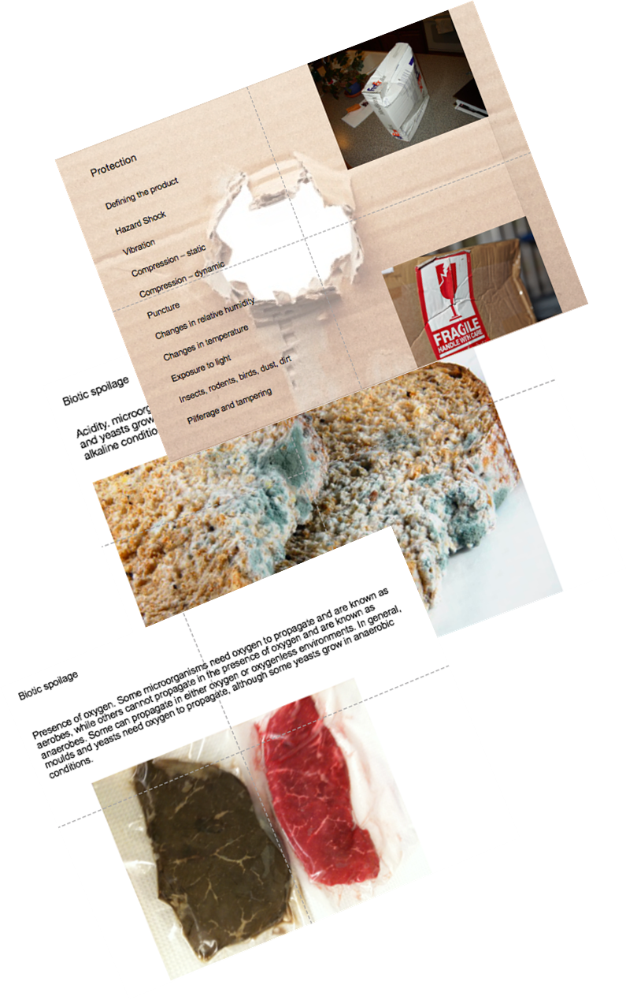 Protection
Defining the product
Hazard Shock
Vibration
Compression – static
Compression – dynamic
Puncture
Changes in relative humidity
Changes in temperature
Exposure to light
Insects, rodents, birds, dust, dirt
Pilferage and tampering
FedEx
FRAGILE
HANDLE WITH CARE
Biotic spoilage
Acidity. microorg
and yeasts grow
alkaline conditio
Biotic spoilage
Presence of oxygen. Some microorganisms need oxygen to propagate and are known as
aerobes, while others cannot propagate in the presence of oxygen and are known as
anaerobes. Some can propagate in either oxygen or oxygenless environments. In general,
moulds and yeasts need oxygen to propagate, although some yeasts grow in anaerobic
conditions.